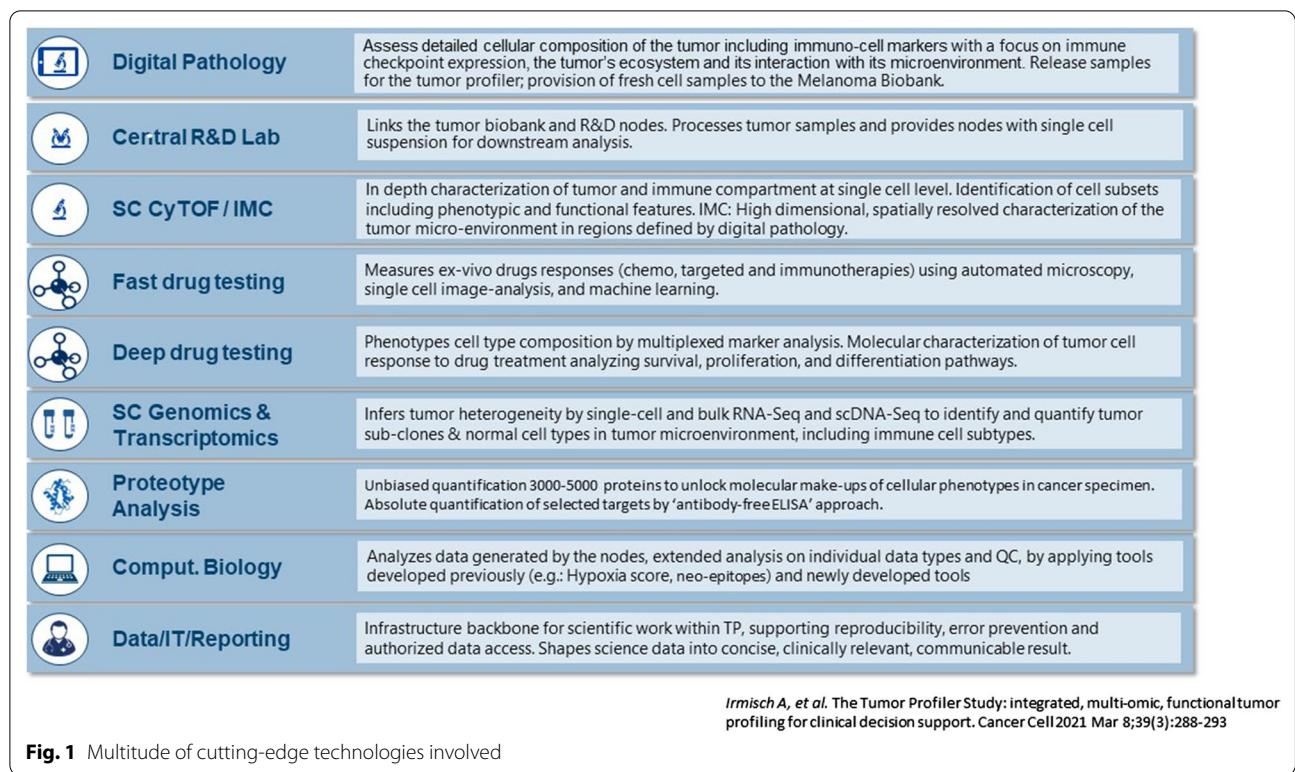 Digital Pathology
Assess detailed cellular composition of the tumor including immuno-cell markers with a focus on immune
checkpoint expression, the tumor's ecosystem and its interaction with its microenvironment. Release samples
for the tumor profiler; provision of fresh cell samples to the Melanoma Biobank.
Central R&D Lab
Links the tumor biobank and R&D nodes. Processes tumor samples and provides nodes with single cell
suspension for downstream analysis.
SC CyTOF / IMC
In depth characterization of tumor and immune compartment at single cell level. Identification of cell subsets
including phenotypic and functional features. IMC: High dimensional, spatially resolved characterization of the
tumor micro-environment in regions defined by digital pathology.
Fast drug testing
Measures ex-vivo drugs responses (chemo, targeted and immunotherapies) using automated microscopy,
single cell image-analysis, and machine learning.
Deep drug testing
Phenotypes cell type composition by multiplexed marker analysis. Molecular characterization of tumor cell
response to drug treatment analyzing survival, proliferation, and differentiation pathways.
SC Genomics &
Transcriptomics
Infers tumor heterogeneity by single-cell and bulk RNA-Seq and scDNA-Seq to identify and quantify tumor
sub-clones & normal cell types in tumor microenvironment, including immune cell subtypes.
Proteotype
Analysis
Unbiased quantification 3000-5000 proteins to unlock molecular make-ups of cellular phenotypes in cancer specimen.
Absolute quantification of selected targets by 'antibody-free ELISA' approach.
Comput. Biology
Analyzes data generated by the nodes, extended analysis on individual data types and QC, by applying tools
developed previously (e.g.: Hypoxia score, neo-epitopes) and newly developed tools
Data/IT/Reporting
Infrastructure backbone for scientific work within TP, supporting reproducibility, error prevention and
authorized data access. Shapes science data into concise, clinically relevant, communicable result.
Irmisch A, et al. The Tumor Profiler Study: integrated, multi-omic, functional tumor
profiling for clinical decision support. Cancer Cell 2021 Mar 8;39(3):288-293
Fig. 1 Multitude of cutting-edge technologies involved